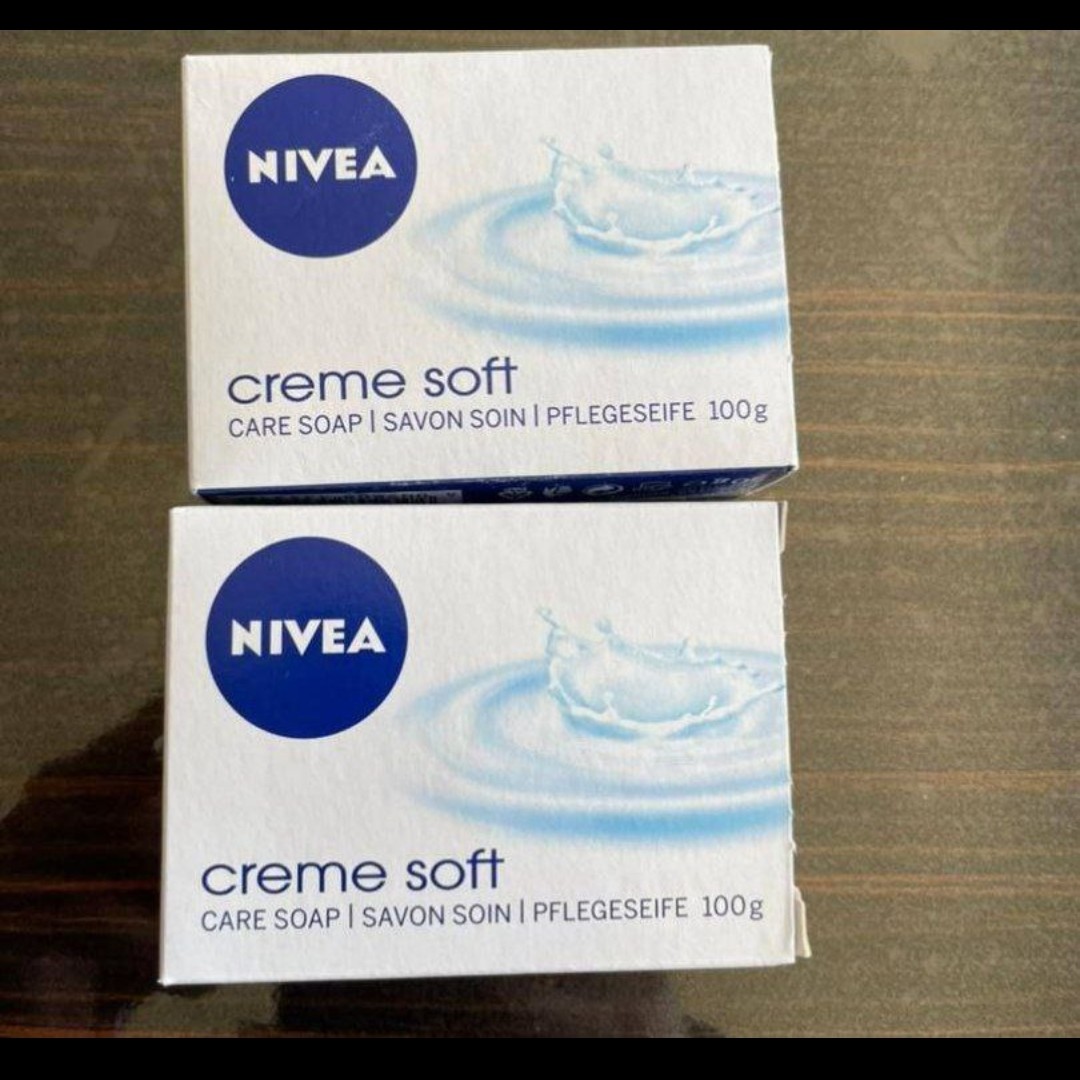 NIVEA
creme soft
CARE SOAP | SAVON SOIN | PFLEGESEIFE 100g
NIVEA
creme soft
CARE SOAP | SAVON SOIN | PFLEGESEIFE 100g